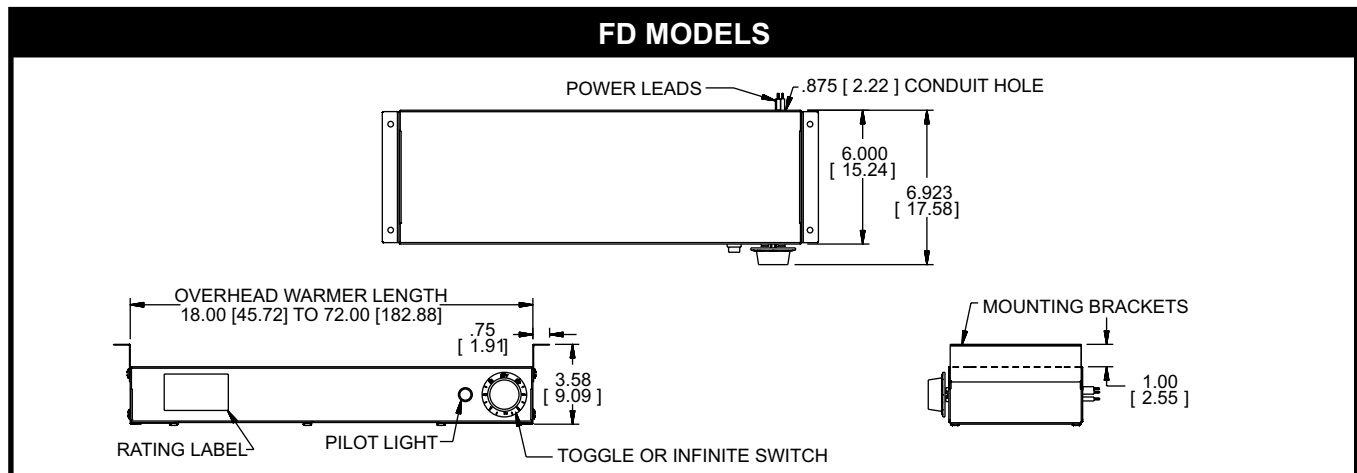 FD MODELS
POWER LEADS
.875 [ 2.22 ] CONDUIT HOLE
6.000
[ 15.24 ]
6.923
[ 17.58 ]
OVERHEAD WARMER LENGTH
18.00 [45.72] TO 72.00 [182.88]
.75
[ 1.91 ]
3.58
[ 9.09 ]
RATING LABEL
PILOT LIGHT
TOGGLE OR INFINITE SWITCH
MOUNTING BRACKETS
1.00
[ 2.55 ]